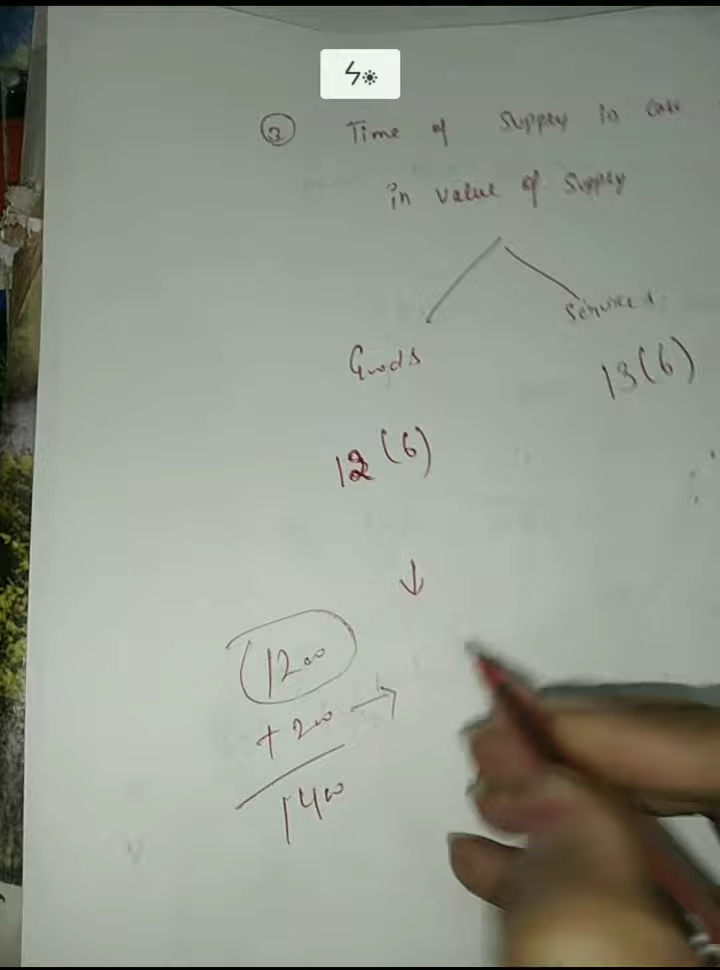 3 Time of Supply in case
in value of Supply
Goods
Services
12(6)
13(6)
1200
+ 200 →
1400